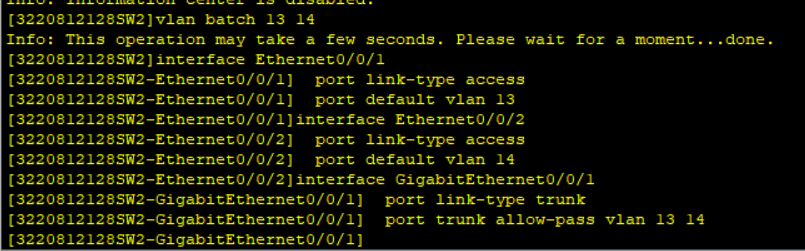 Info: Information center is disabled.
[3220812128SW2]vlan batch 13 14
Info: This operation may take a few seconds. Please wait for a moment...done.
[3220812128SW2]interface Ethernet0/0/1
[3220812128SW2-Ethernet0/0/1]  port link-type access
[3220812128SW2-Ethernet0/0/1]  port default vlan 13
[3220812128SW2-Ethernet0/0/1]interface Ethernet0/0/2
[3220812128SW2-Ethernet0/0/2]  port link-type access
[3220812128SW2-Ethernet0/0/2]  port default vlan 14
[3220812128SW2-Ethernet0/0/2]interface GigabitEthernet0/0/1
[3220812128SW2-GigabitEthernet0/0/1]  port link-type trunk
[3220812128SW2-GigabitEthernet0/0/1]  port trunk allow-pass vlan 13 14
[3220812128SW2-GigabitEthernet0/0/1]